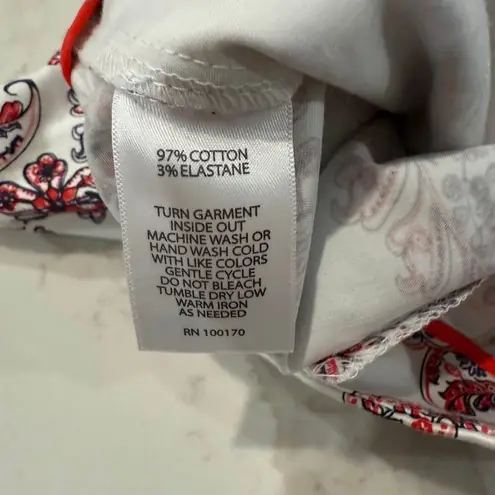 97% COTTON
3% ELASTANE
TURN GARMENT
INSIDE OUT
MACHINE WASH OR
HAND WASH COLD
WITH LIKE COLORS
GENTLE CYCLE
DO NOT BLEACH
TUMBLE DRY LOW
WARM IRON
AS NEEDED
RN 100170